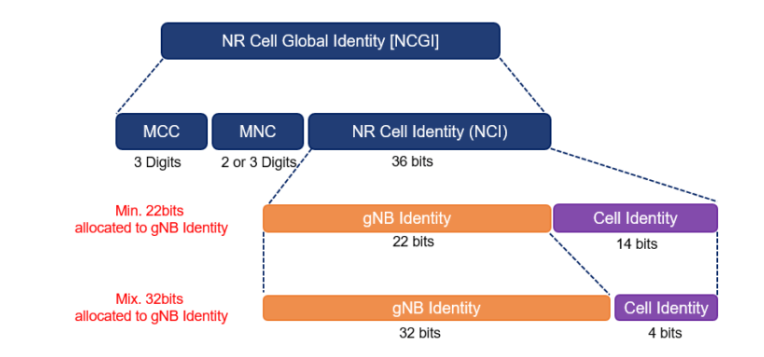 NR Cell Global Identity [NCGI]
MCC
MNC
NR Cell Identity (NCI)
3 Digits
2 or 3 Digits
36 bits
Min. 22bits
allocated to gNB Identity
gNB Identity
Cell Identity
22 bits
14 bits
Mix. 32bits
allocated to gNB Identity
gNB Identity
Cell Identity
32 bits
4 bits